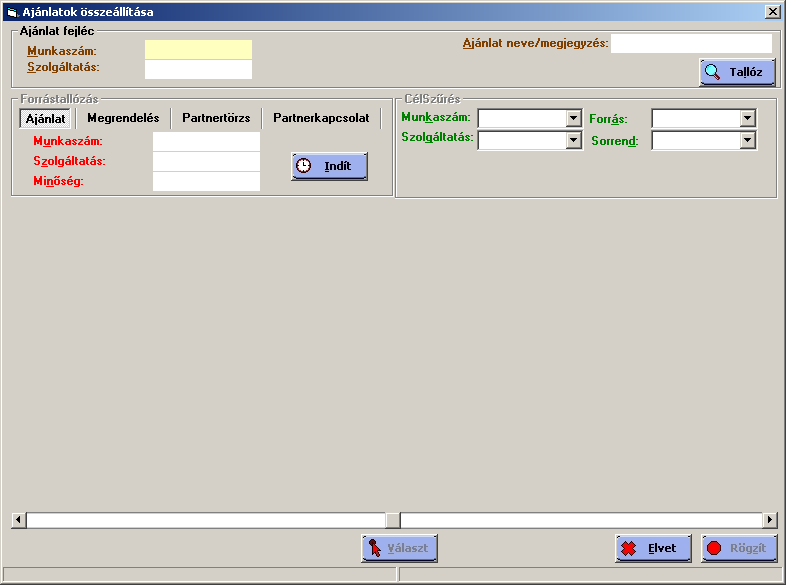 Ajánlatok összeállítása
Ajánlat fejléc
Munkaszám:
Ajánlat neve/megjegyzés:
Szolgáltatás:
Tallóz
Forrástallózás
CélSzűrés
Ajánlat Megrendelés Partnertörzs Partnerkapcsolat
Munkaszám: Forrás:
Szolgáltatás: Sorrend:
Munkaszám:
Szolgáltatás:
Minőség:
Indít
Választ Elvet Rögzít